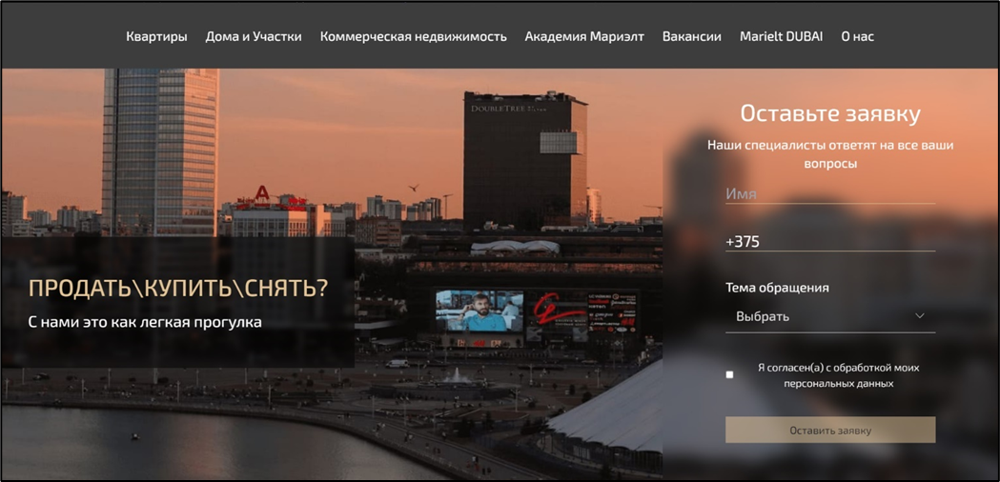 Квартиры Дома и Участки Коммерческая недвижимость Академия Мариэлт Вакансии Marielt DUBAI О нас
DOUBLETREE
Оставьте заявку
Наши специалисты ответят на все ваши
вопросы
Имя
+375
ПРОДАТЬ\КУПИТЬ\СНЯТЬ?
С нами это как легкая прогулка
Тема обращения
Выбрать
Я согласен(а) с обработкой моих
персональных данных
Оставить заявку